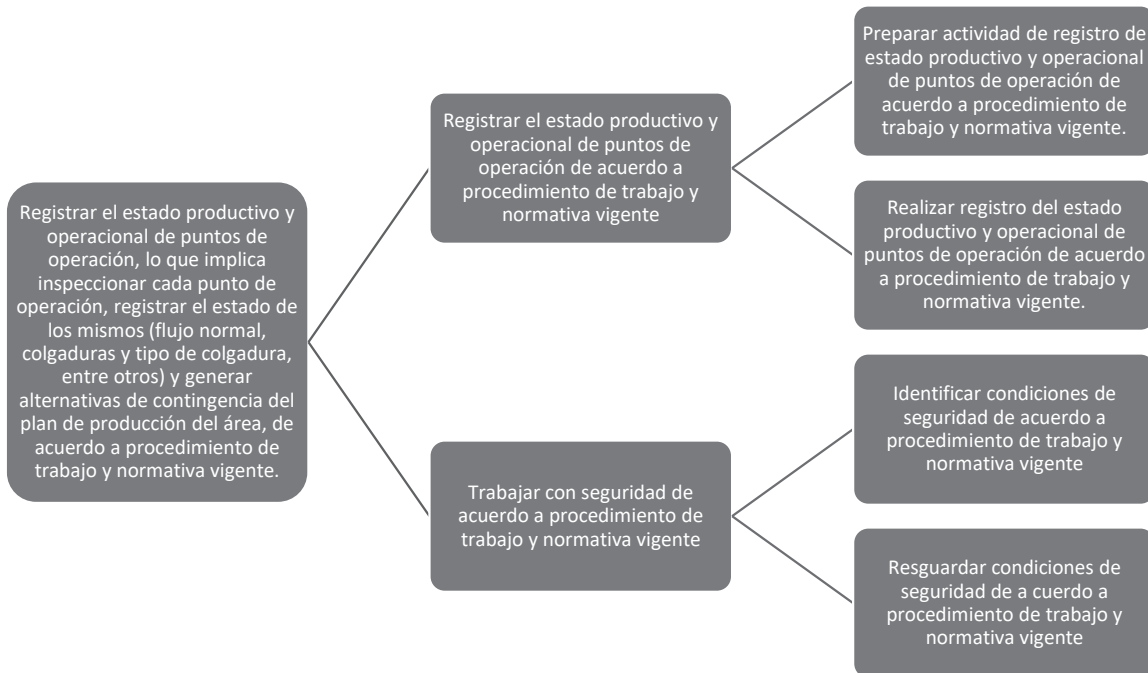 Registrar el estado productivo y
operacional de puntos de
operación, lo que implica
inspeccionar cada punto de
operación, registrar el estado de
los mismos (flujo normal,
colgaduras y tipo de colgadura,
entre otros) y generar
alternativas de contingencia del
plan de producción del área, de
acuerdo a procedimiento de
trabajo y normativa vigente.
Registrar el estado productivo y
operacional de puntos de
operación de acuerdo a
procedimiento de trabajo y
normativa vigente
Preparar actividad de registro de
estado productivo y operacional
de puntos de operación de
acuerdo a procedimiento de
trabajo y normativa vigente.
Realizar registro del estado
productivo y operacional de
puntos de operación de acuerdo
a procedimiento de trabajo y
normativa vigente.
Trabajar con seguridad de
acuerdo a procedimiento de
trabajo y normativa vigente
Identificar condiciones de
seguridad de acuerdo a
procedimiento de trabajo y
normativa vigente
Resguardar condiciones de
seguridad de a cuerdo a
procedimiento de trabajo y
normativa vigente